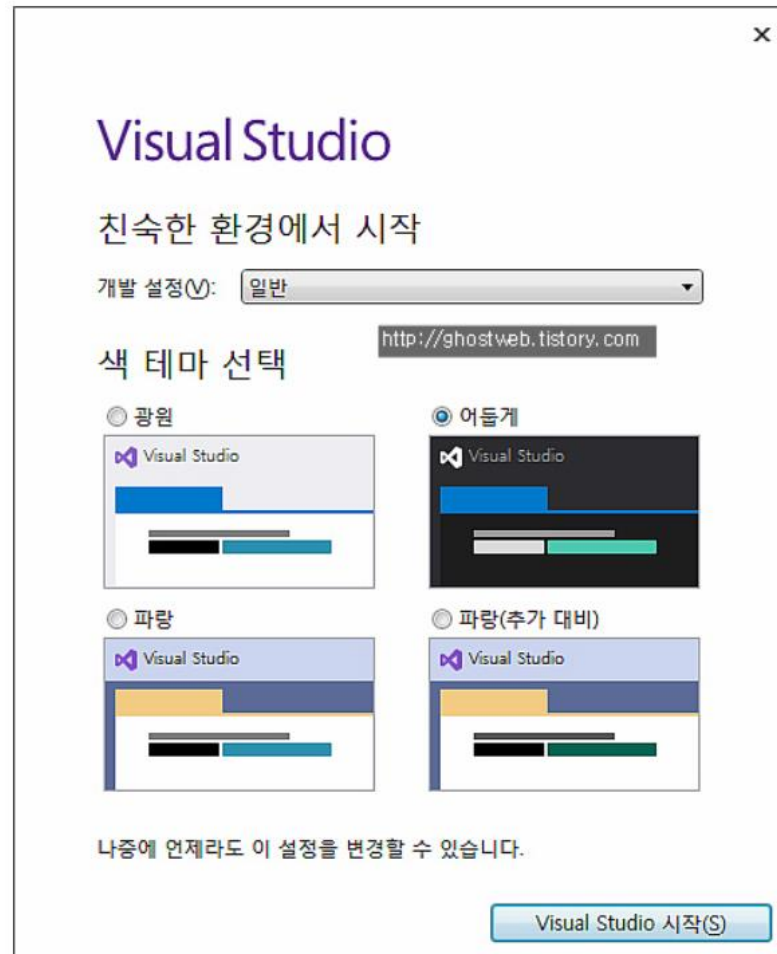 Visual Studio
친숙한 환경에서 시작
개발 설정(V): 일반
http://ghostweb.tistory.com
색 테마 선택
광원 어둡게
Visual Studio Visual Studio
파랑 파랑(추가 대비)
Visual Studio Visual Studio
나중에 언제라도 이 설정을 변경할 수 있습니다.
Visual Studio 시작(S)